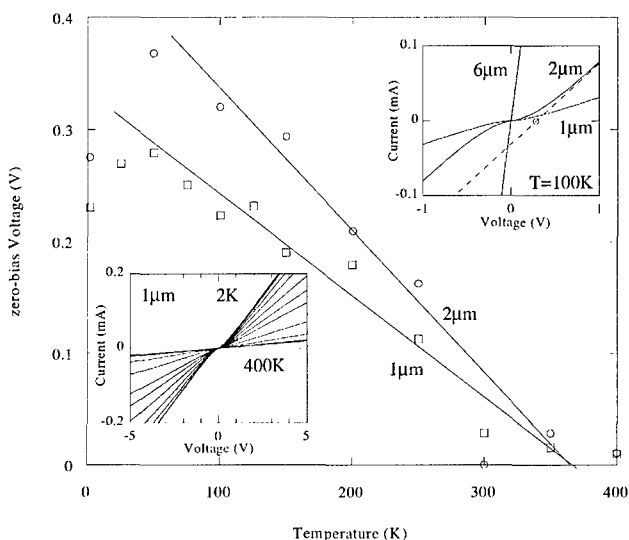 0.4
0.3
0.2
0.1
0
zero-bias Voltage (V)
0.1
0
-0.1
Current (mA)
6µm
2µm
1µm
T=100K
-1
0
1
Voltage (V)
2µm
1µm
0.2
0
-0.2
Current (mA)
1µm 2K
400K
-5
0
5
Voltage (V)
0
100
200
300
400
Temperature (K)